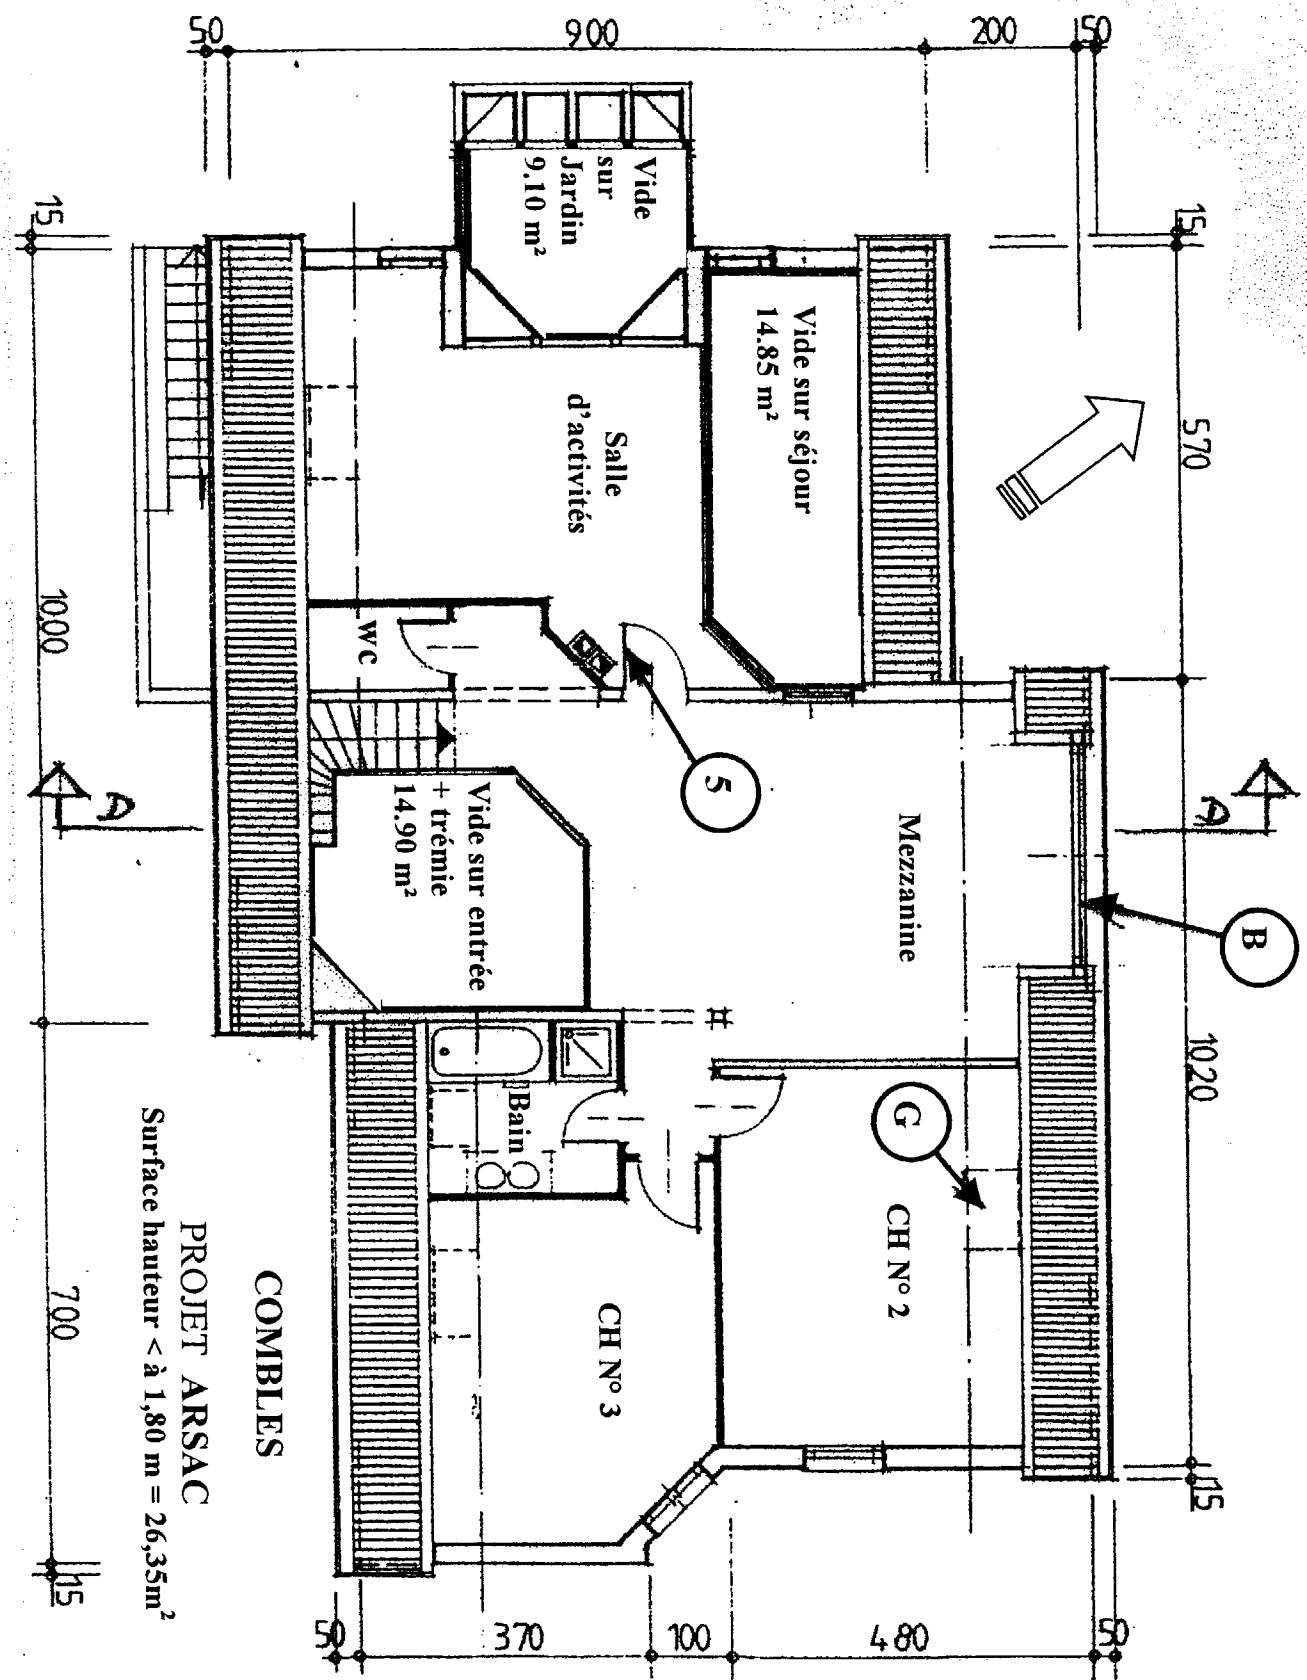 50
900
200
50
15
15
Vide
sur
Jardin
9.10 m²
Vide sur séjour
14.85 m²
570
Salle
d'activités
1000
WC
5
D
D
Vide sur entrée
+ trémie
14.90 m²
Mezzanine
B
1020
Bain
G
CH N° 2
CH N° 3
COMBLES
PROJET ARSAC
Surface hauteur < à 1,80 m = 26,35m²
700
15
15
50
370
100
480
50